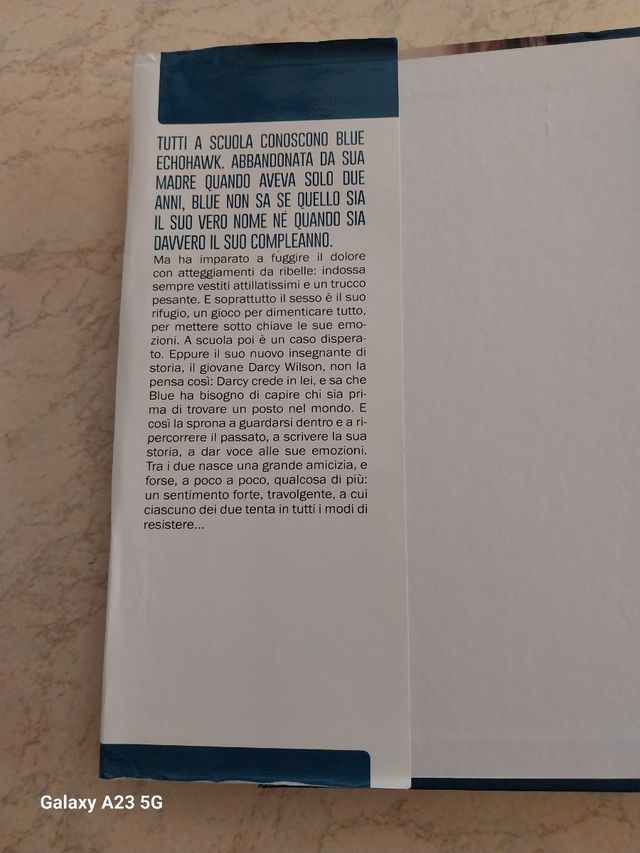 TUTTI A SCUOLA CONOSCONO BLUE
ECHOHAWK. ABBANDONATA DA SUA
MADRE QUANDO AVEVA SOLO DUE
ANNI, BLUE NON SA SE QUELLO SIA
IL SUO VERO NOME NÉ QUANDO SIA
DAVVERO IL SUO COMPLEANNO.
Ma ha imparato a fuggire il dolore
con atteggiamenti da ribelle: indossa
sempre vestiti attillatissimi e un trucco
pesante. E soprattutto il sesso è il suo
rifugio, un gioco per dimenticare tutto,
per mettere sotto chiave le sue emo-
zioni. A scuola poi è un caso dispera-
to. Eppure il suo nuovo insegnante di
storia, il giovane Darcy Wilson, non la
pensa così: Darcy crede in lei, e sa che
Blue ha bisogno di capire chi sia pri-
ma di trovare un posto nel mondo. E
così la sprona a guardarsi dentro e a ri-
percorrere il passato, a scrivere la sua
storia, a dar voce alle sue emozioni.
Tra i due nasce una grande amicizia, e
forse, a poco a poco, qualcosa di più:
un sentimento forte, travolgente, a cui
ciascuno dei due tenta in tutti i modi di
resistere...
Galaxy A23 5G